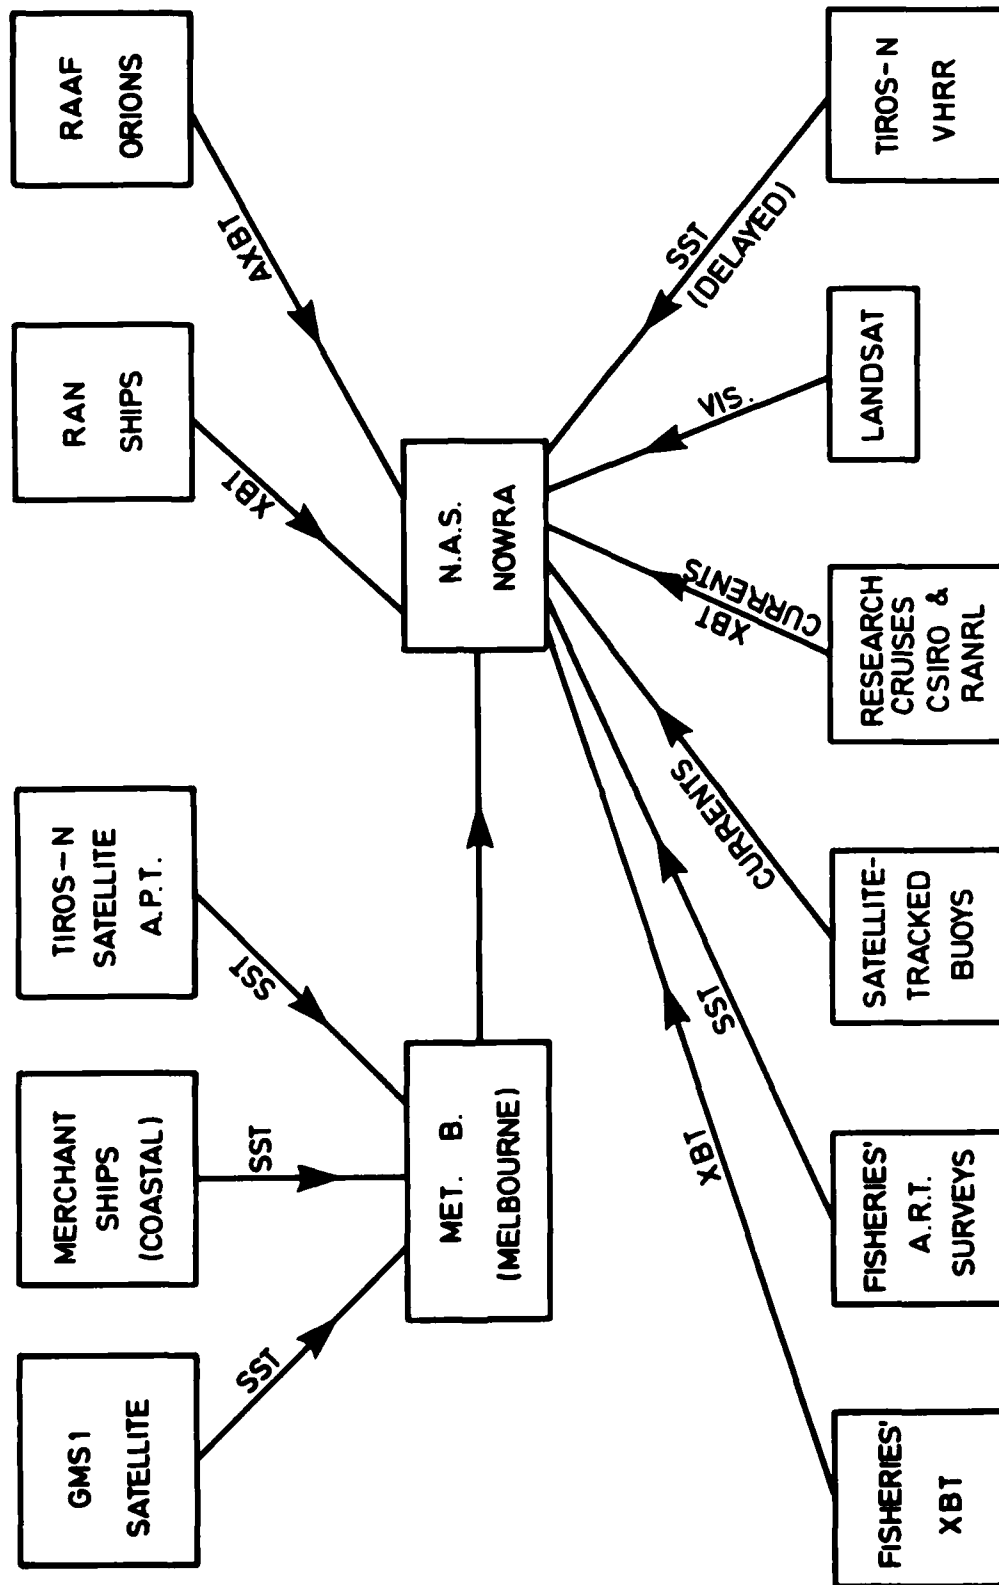 GMS1
SATELLITE
MERCHANT
SHIPS
(COASTAL)
TIROS-N
SATELLITE
A.P.T.
RAN
SHIPS
RAAF
ORIONS
SST
SST
SST
XBT
AXBT
MET. B.
(MELBOURNE)
N.A.S.
NOWRA
XBT
SST
CURRENTS
XBT
CURRENTS
VIS.
SST
(DELAYED)
FISHERIES'
XBT
FISHERIES'
A.R.T.
SURVEYS
SATELLITE-
TRACKED
BUOYS
RESEARCH
CRUISES
CSIRO &
RANRL
LANDSAT
TIROS-N
VHRR